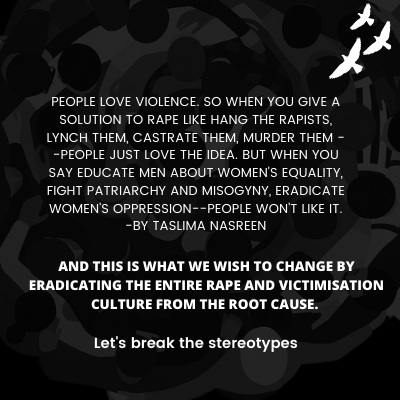 PEOPLE LOVE VIOLENCE. SO WHEN YOU GIVE A
SOLUTION TO RAPE LIKE HANG THE RAPISTS,
LYNCH THEM, CASTRATE THEM, MURDER THEM -
-PEOPLE JUST LOVE THE IDEA. BUT WHEN YOU
SAY EDUCATE MEN ABOUT WOMEN'S EQUALITY,
FIGHT PATRIARCHY AND MISOGYNY, ERADICATE
WOMEN'S OPPRESSION--PEOPLE WON'T LIKE IT.
-BY TASLIMA NASREEN
AND THIS IS WHAT WE WISH TO CHANGE BY
ERADICATING THE ENTIRE RAPE AND VICTIMISATION
CULTURE FROM THE ROOT CAUSE.
Let's break the stereotypes